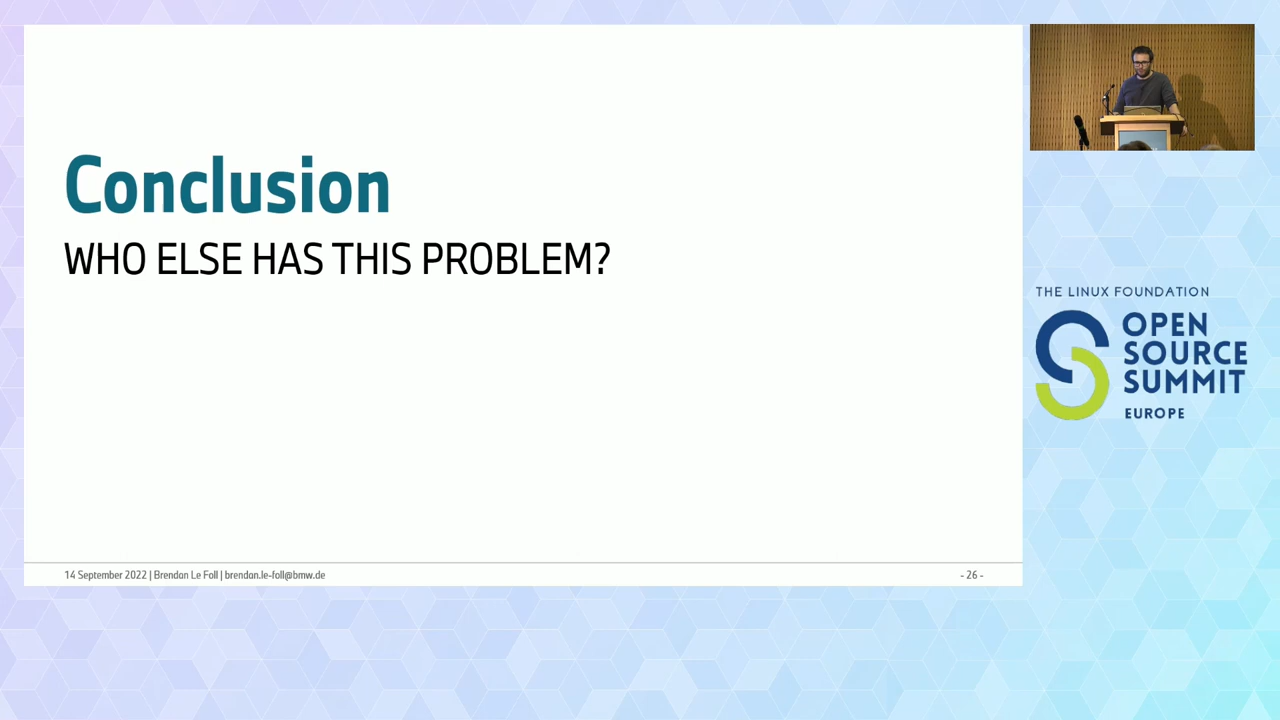 Conclusion
WHO ELSE HAS THIS PROBLEM?
14 September 2022 | Brendan Le Foll | brendan.le-foll@bmw.de
- 26 -
THE LINUX FOUNDATION
OPEN
SOURCE
SUMMIT
EUROPE